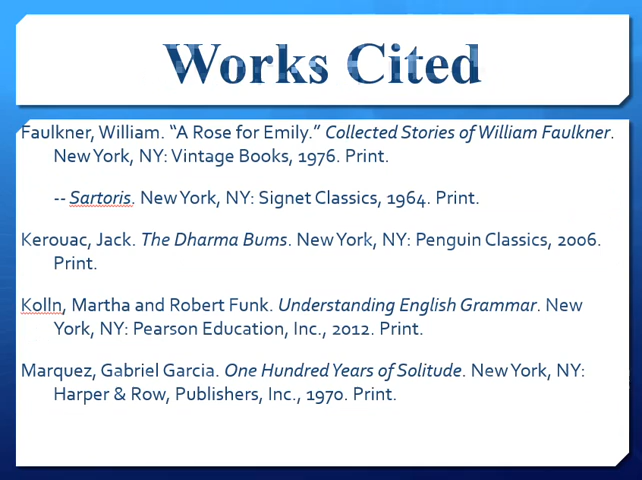 Works Cited
Faulkner, William. “A Rose for Emily.” Collected Stories of William Faulkner.
New York, NY: Vintage Books, 1976. Print.
-- Sartoris. New York, NY: Signet Classics, 1964. Print.
Kerouac, Jack. The Dharma Bums. New York, NY: Penguin Classics, 2006.
Print.
Kolln, Martha and Robert Funk. Understanding English Grammar. New
York, NY: Pearson Education, Inc., 2012. Print.
Marquez, Gabriel Garcia. One Hundred Years of Solitude. New York, NY:
Harper & Row, Publishers, Inc., 1970. Print.